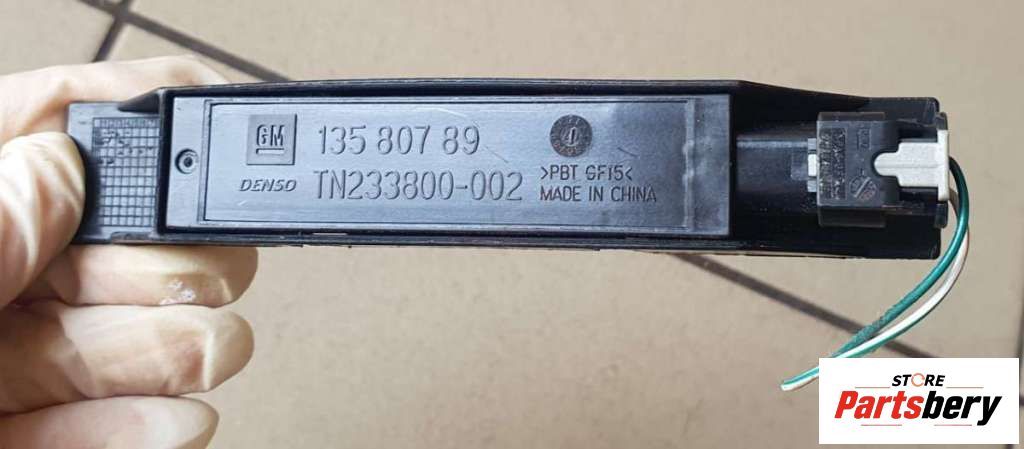 GM
135 807 89
DENSO
TN233800-002
>PBT GF15<
MADE IN CHINA
STORE
Partsbery